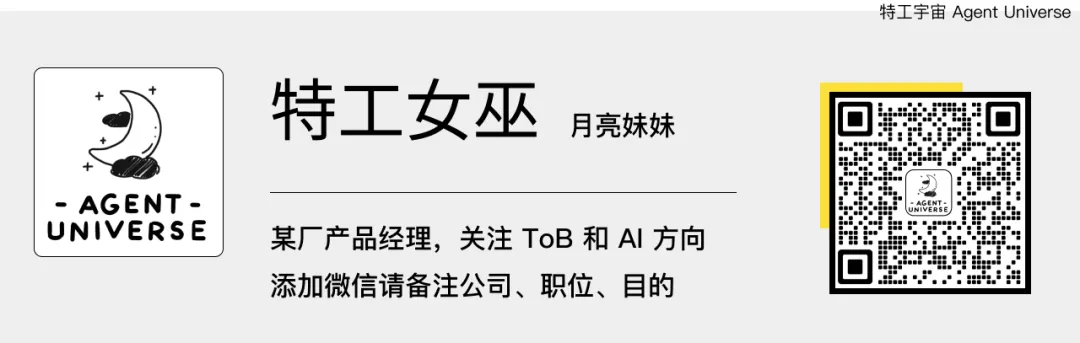 特工宇宙 Agent Universe
- AGENT -
UNIVERSE
特工女巫 月亮妹妹
某厂产品经理，关注 ToB 和 AI 方向
添加微信请备注公司、职位、目的
- AGENT -
UNIVERSE